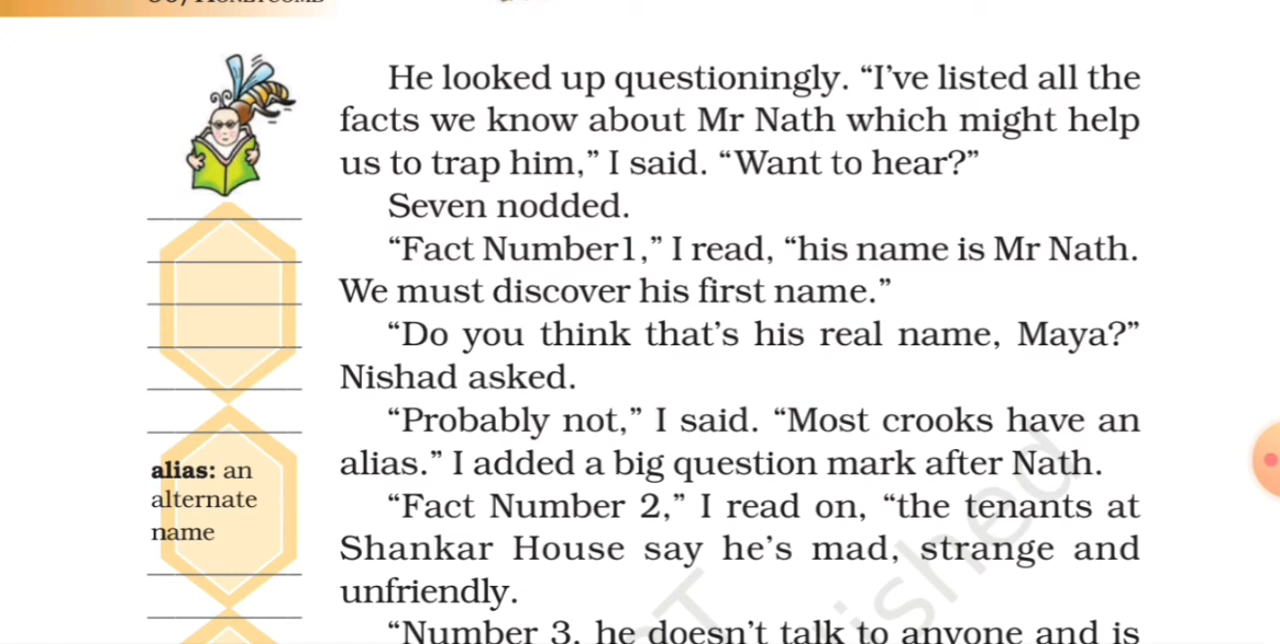 He looked up questioningly. “I’ve listed all the
facts we know about Mr Nath which might help
us to trap him,” I said. “Want to hear?”
Seven nodded.
“Fact Number1,” I read, “his name is Mr Nath.
We must discover his first name.”
“Do you think that’s his real name, Maya?”
Nishad asked.
“Probably not,” I said. “Most crooks have an
alias.” I added a big question mark after Nath.
alias: an
alternate
name
“Fact Number 2,” I read on, “the tenants at
Shankar House say he’s mad, strange and
unfriendly.
“Number 3, he doesn’t talk to anyone and is